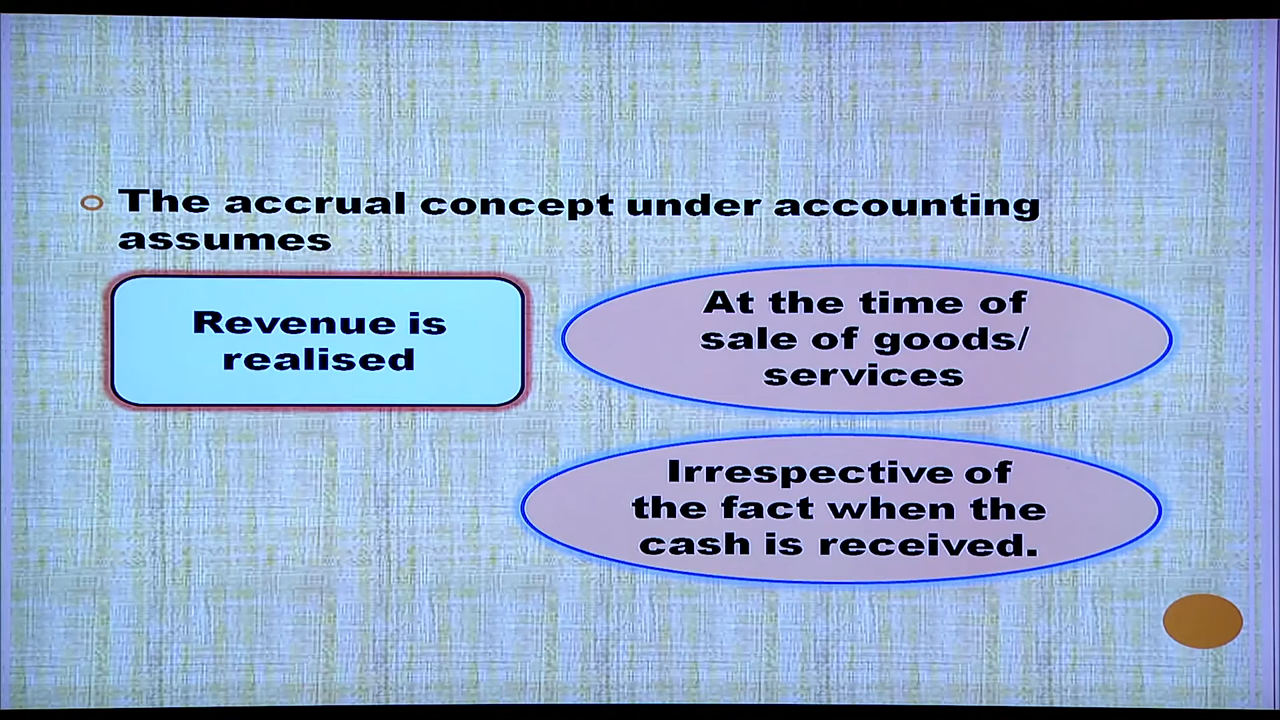 The accrual concept under accounting
assumes
Revenue is
realised
At the time of
sale of goods/
services
Irrespective of
the fact when the
cash is received.